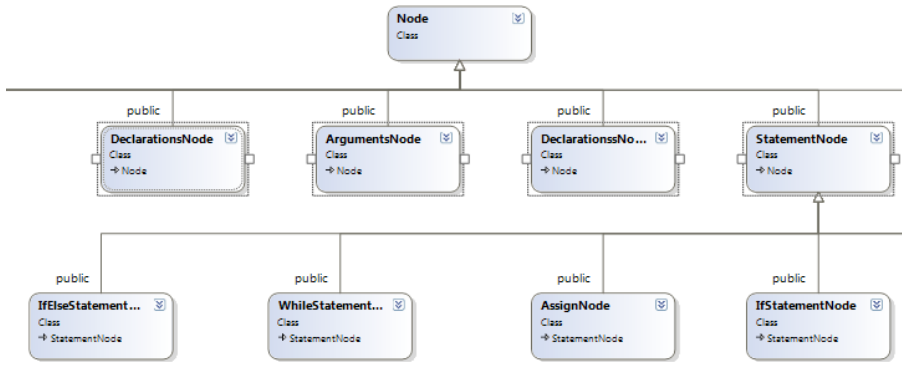 Node
Class
public
public
public
public
DeclarationsNode
Class
Node
ArgumentsNode
Class
Node
DeclarationssNo...
Class
Node
StatementNode
Class
Node
public
public
public
public
IfElseStatement...
Class
StatementNode
WhileStatement...
Class
StatementNode
AssignNode
Class
StatementNode
IfStatementNode
Class
StatementNode